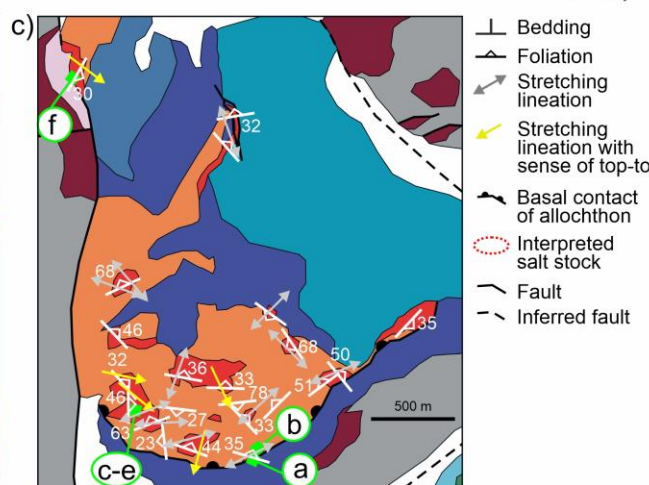 c)
30
f
32
68
46
32
36
33
68
50
35
51
46
78
27
33
63
23
44
35
b
a
c-e
500 m
Bedding
Foliation
Stretching
lineation
Stretching
lineation with
sense of top-to
Basal contact
of allochthon
Interpreted
salt stock
Fault
Inferred fault